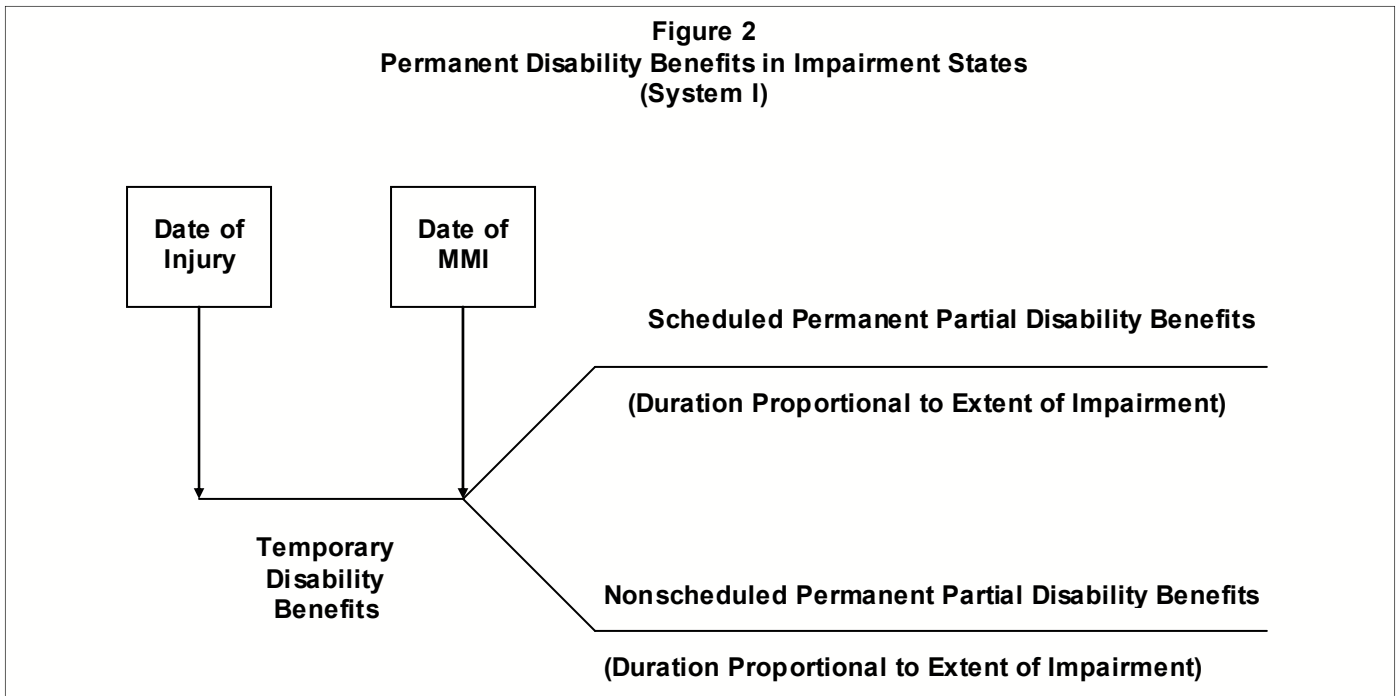 Figure 2
Permanent Disability Benefits in Impairment States
(System I)
Date of
Injury
Date of
MMI
Scheduled Permanent Partial Disability Benefits
(Duration Proportional to Extent of Impairment)
Temporary
Disability
Benefits
Nonscheduled Permanent Partial Disability Benefits
(Duration Proportional to Extent of Impairment)